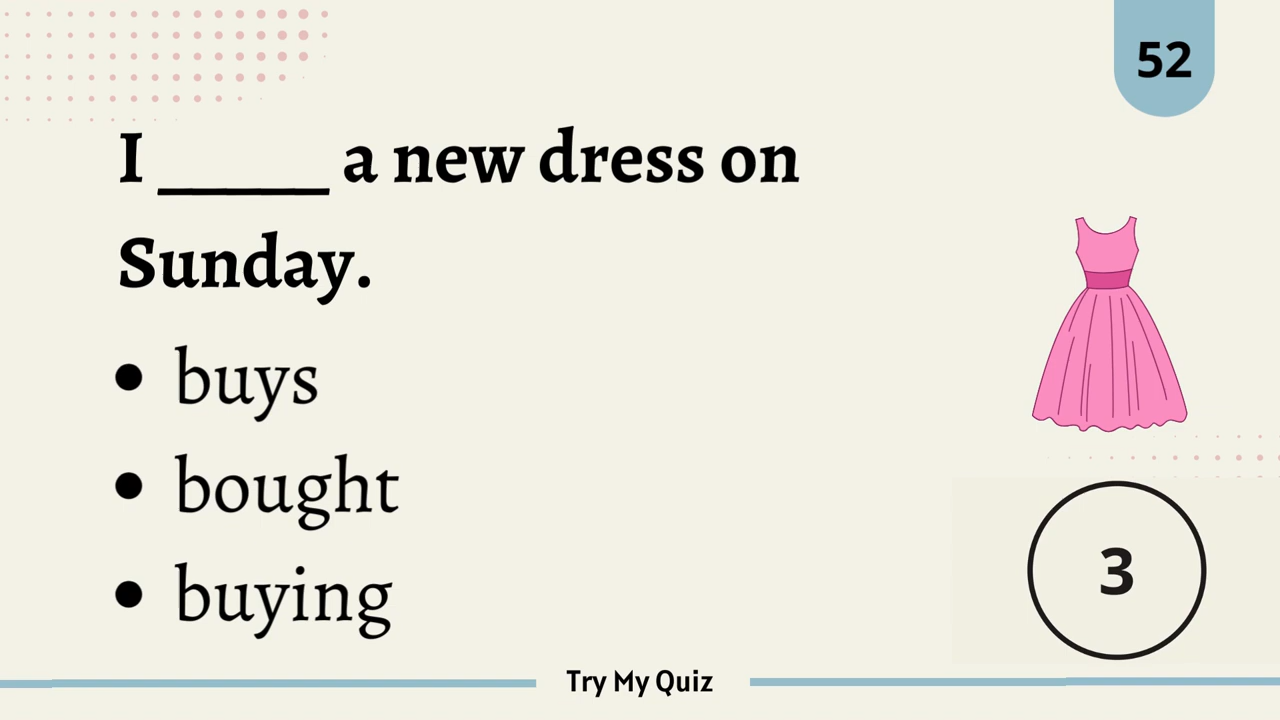 52
I _____ a new dress on
Sunday.
• buys
• bought
• buying
3
Try My Quiz